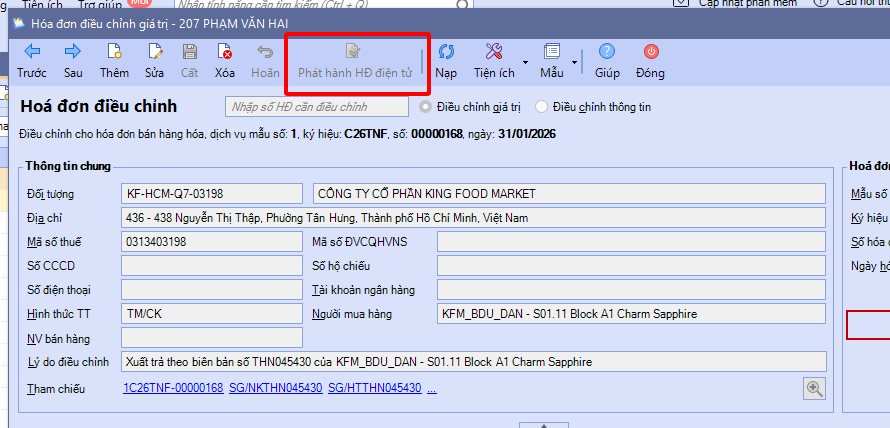 Tiện ích Trợ giúp Mới Nhập tính năng cần tìm kiếm (Ctrl + Q) Cập nhật phần mềm
Hóa đơn điều chỉnh giá trị - 207 PHẠM VĂN HAI
Trước Sau Thêm Sửa Cất Xóa Hoãn Phát hành HĐ điện tử Nạp Tiện ích Mẫu Giúp Đóng
Hoá đơn điều chỉnh Nhập số HĐ cần điều chỉnh Điều chỉnh giá trị Điều chỉnh thông tin
Điều chỉnh cho hóa đơn bán hàng hóa, dịch vụ mẫu số: 1, ký hiệu: C26TNF, số: 00000168, ngày: 31/01/2026
Thông tin chung Hoá đơn
Đối tượng KF-HCM-Q7-03198 CÔNG TY CỔ PHẦN KING FOOD MARKET Mẫu số
Địa chỉ 436 - 438 Nguyễn Thị Thập, Phường Tân Hưng, Thành phố Hồ Chí Minh, Việt Nam Ký hiệu
Mã số thuế 0313403198 Mã số ĐVCQHVNS Số hóa
Số CCCD Số hộ chiếu Ngày hó
Số điện thoại Tài khoản ngân hàng
Hình thức TT TM/CK Người mua hàng KFM_BDU_DAN - S01.11 Block A1 Charm Sapphire
NV bán hàng
Lý do điều chỉnh Xuất trả theo biên bản số THN045430 của KFM_BDU_DAN - S01.11 Block A1 Charm Sapphire
Tham chiếu 1C26TNF-00000168 SG/NKTHN045430 SG/HTTHN045430 ...